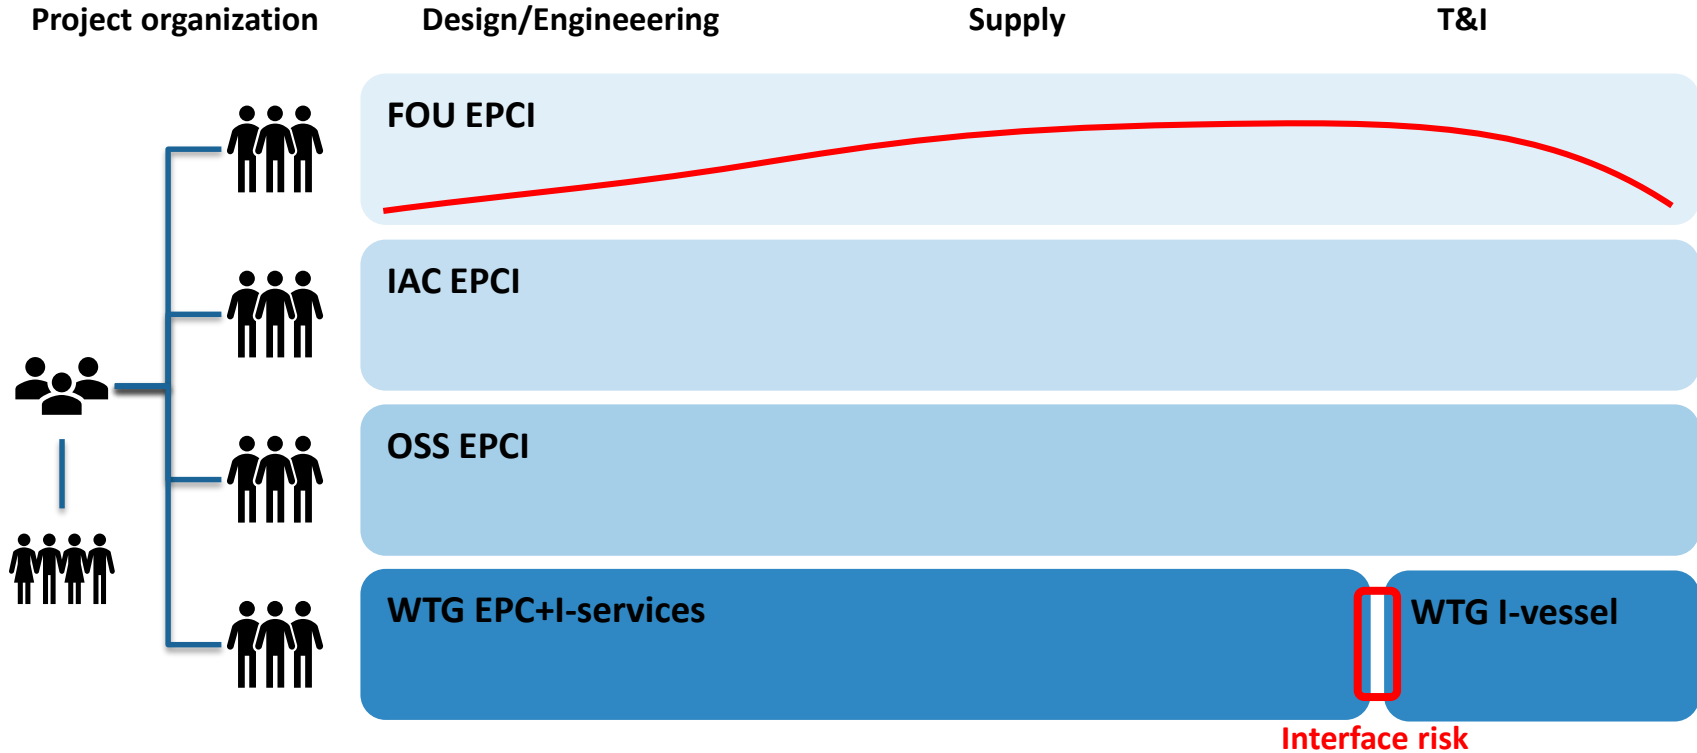 Project organization
Design/Engineeering
Supply
T&I
FOU EPCI
IAC EPCI
OSS EPCI
WTG EPC+I-services
WTG I-vessel
Interface risk